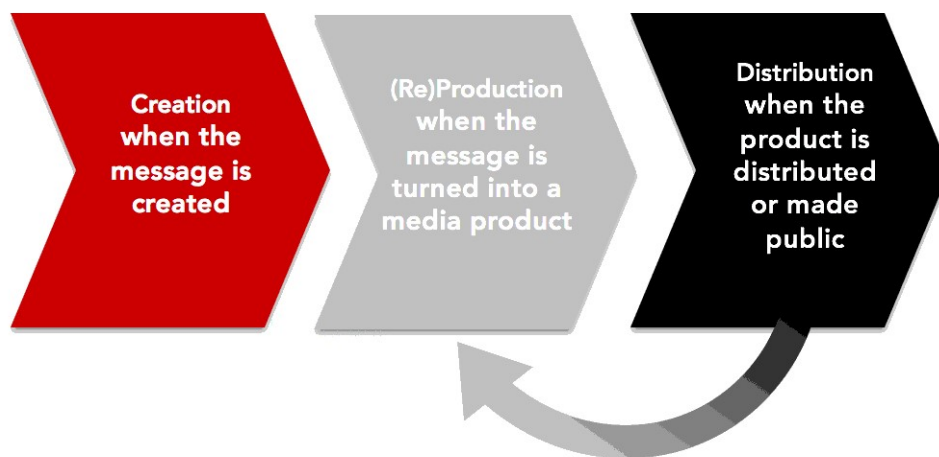 Creation
when the
message is
created
(Re)Production
when the
message is
turned into a
media product
Distribution
when the
product is
distributed
or made
public